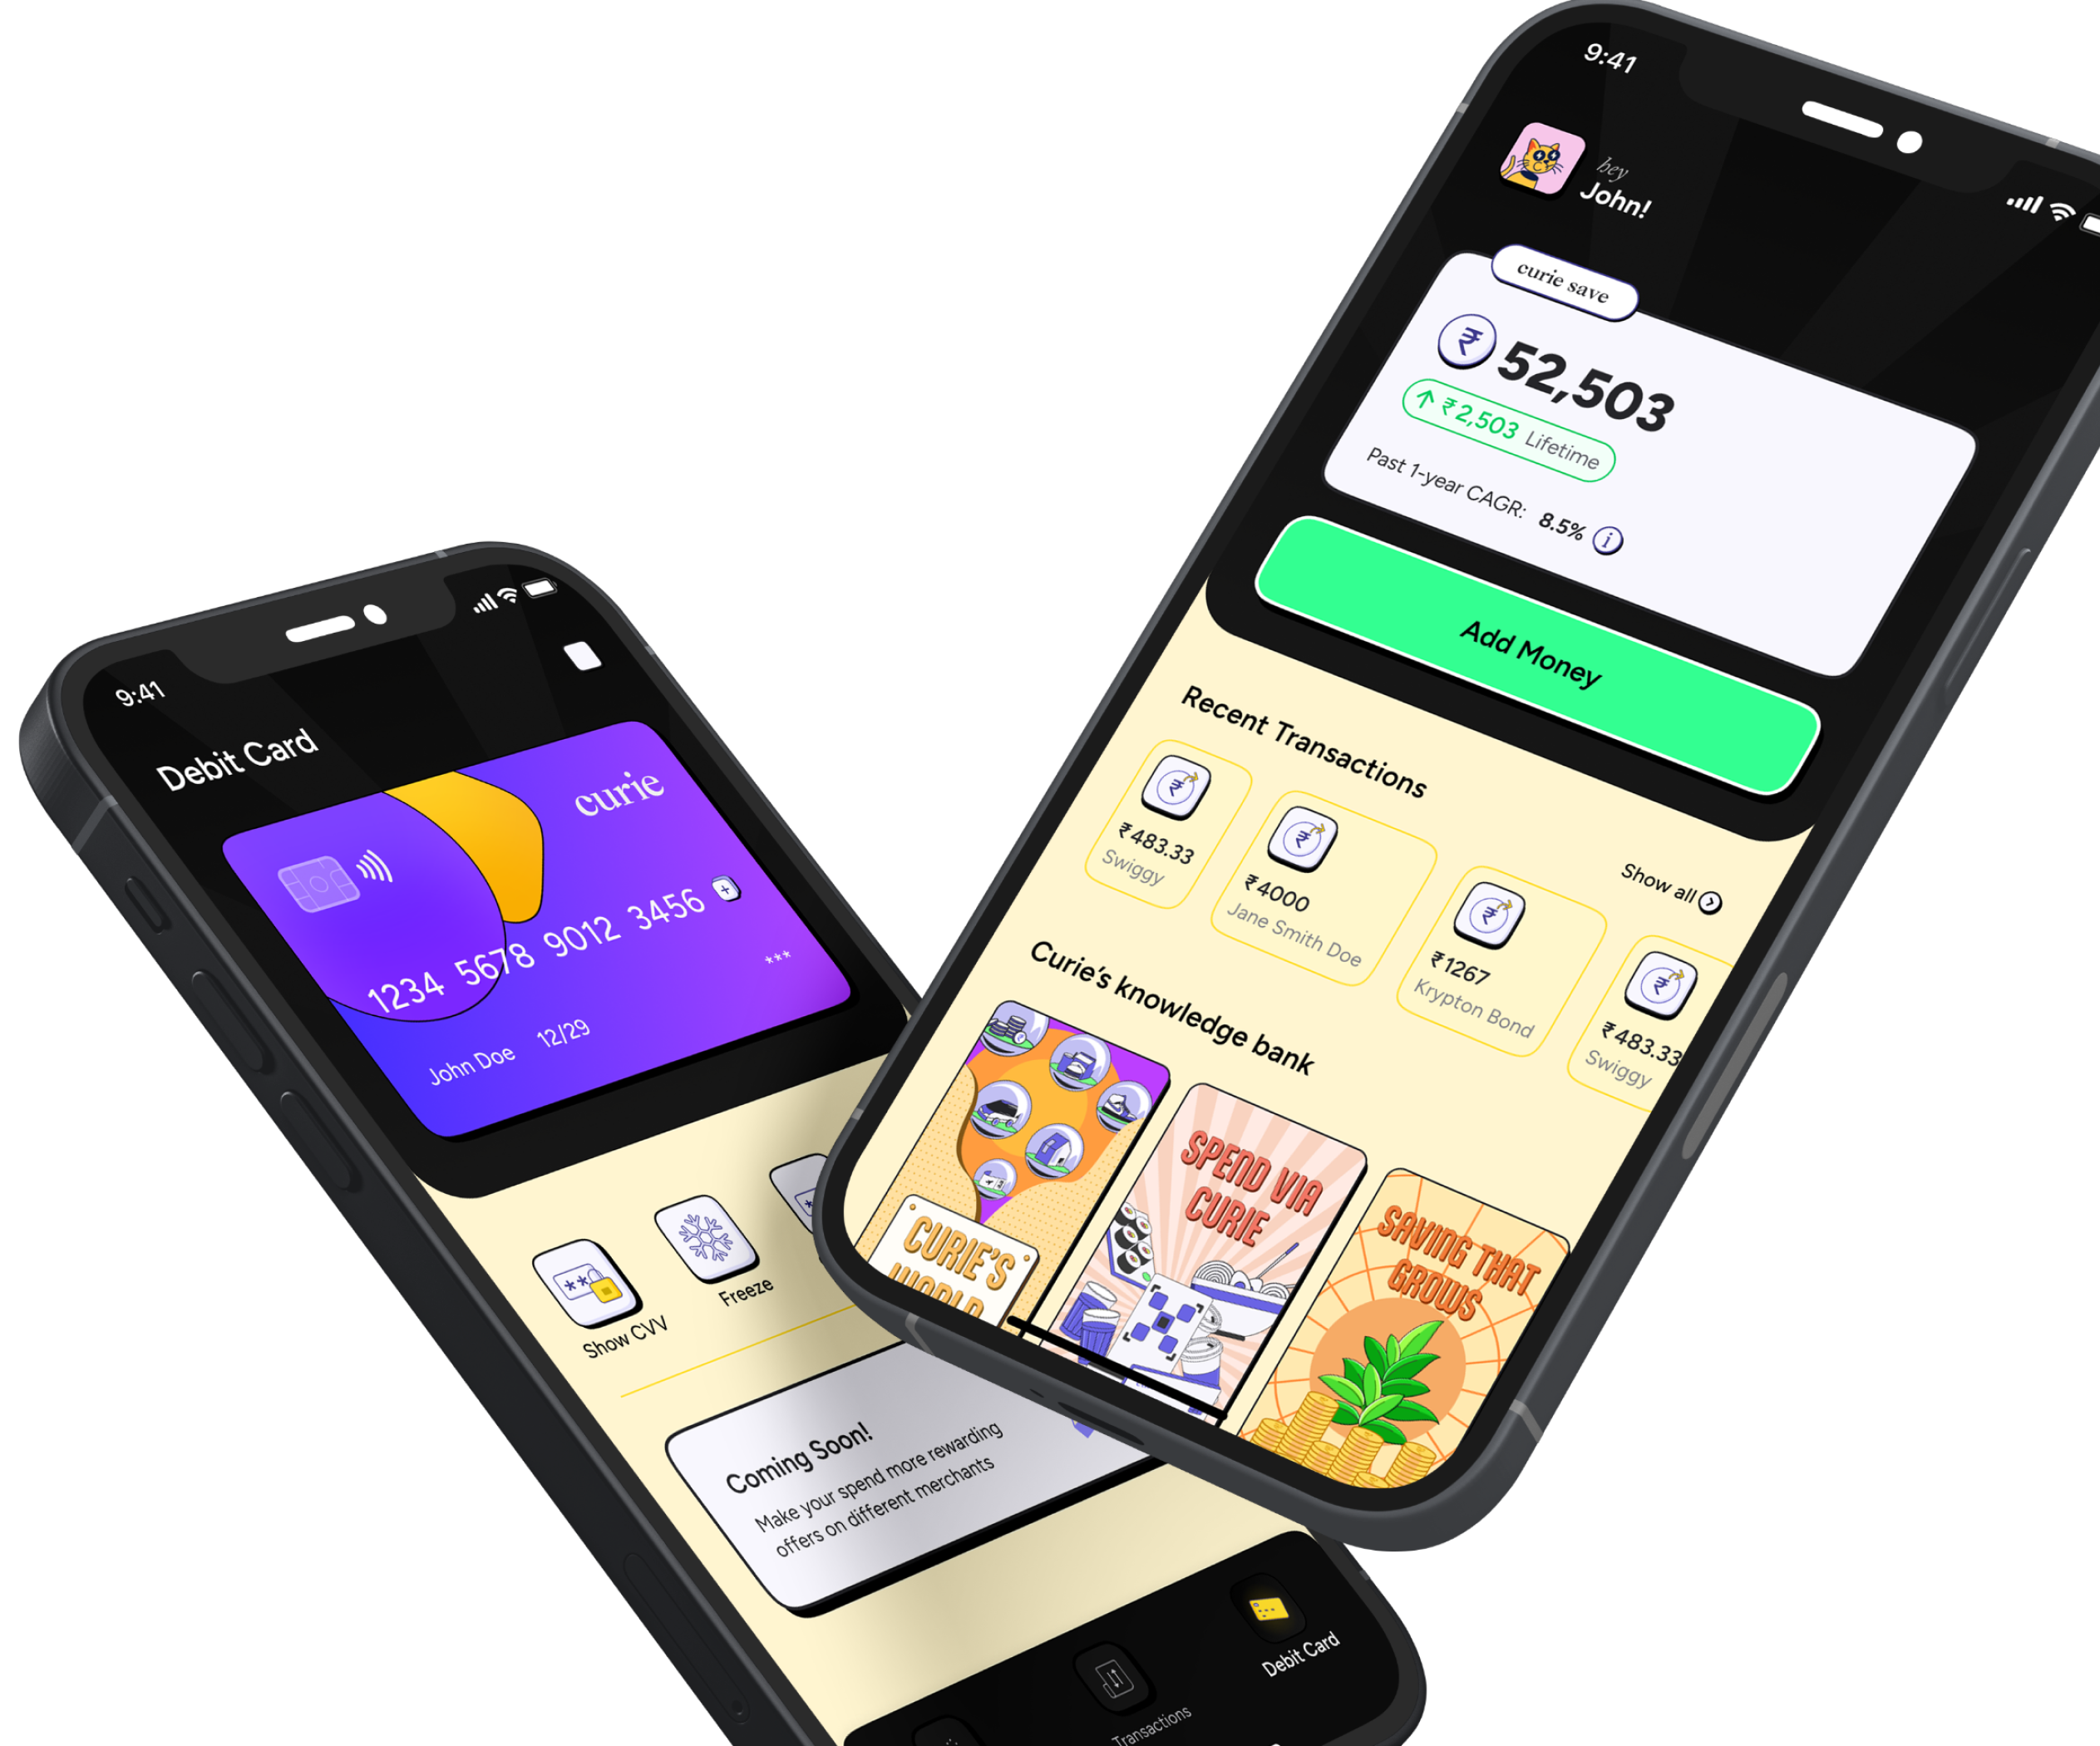 9:41
Debit Card
curie
1234 5678 9012 3456
***
John Doe 12/29
Show CVV
Freeze
Coming Soon!
Make your spend more rewarding
offers on different merchants
Transactions
Debit Card
9:41
hey
John!
curie save
₹ 52,503
↑ ₹2,503 Lifetime
Past 1-year CAGR: 8.5% i
Add Money
Recent Transactions
Show all
₹483.33
Swiggy
₹4000
Jane Smith Doe
₹1267
Krypton Bond
₹483.33
Swiggy
Curie's knowledge bank
CURIE'S
WORLD
SPEND VIA
CURIE
SAVING THAT
GROWS